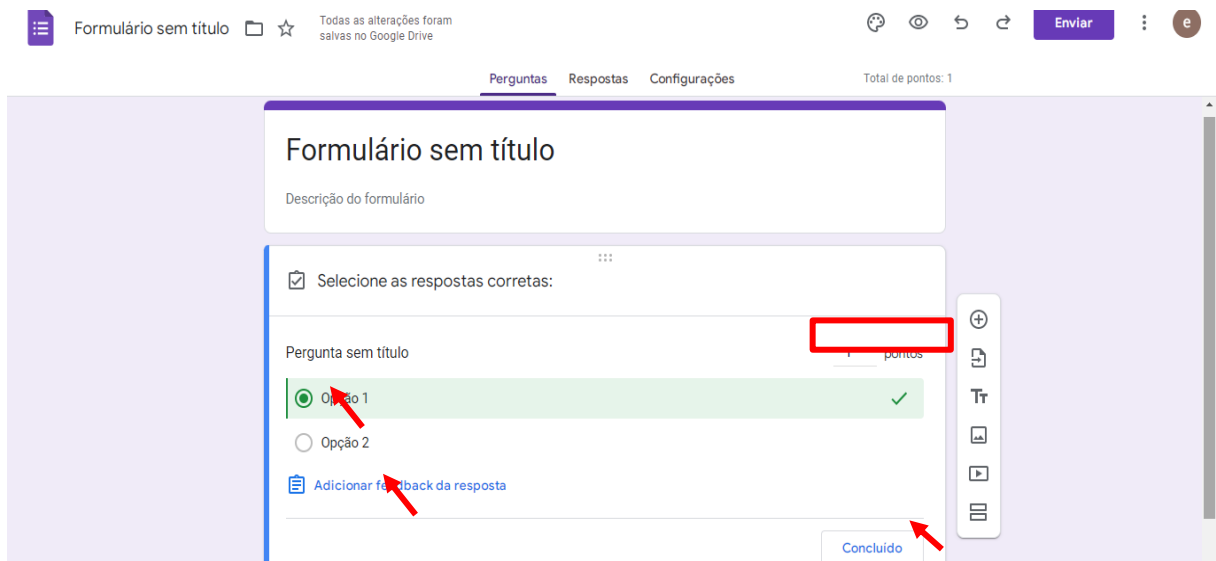 Formulário sem título
Todas as alterações foram
salvas no Google Drive
Enviar
e
Perguntas Respostas Configurações Total de pontos: 1
Formulário sem título
Descrição do formulário
Selecione as respostas corretas:
Pergunta sem título pontos
Opção 1
Opção 2
Adicionar feedback da resposta
Concluído